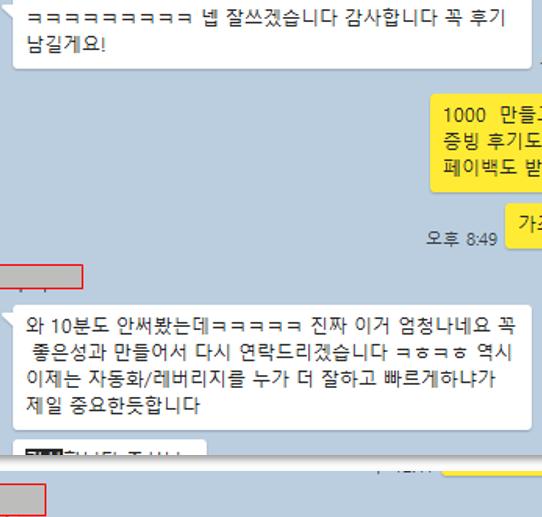 ㅋㅋㅋㅋㅋㅋㅋㅋㅋ 넵 잘쓰겠습니다 감사합니다 꼭 후기
남길게요!
1000 만들고
증빙 후기도
페이백도 받
오후 8:49
와 10분도 안써봤는데ㅋㅋㅋㅋㅋ 진짜 이거 엄청나네요 꼭
좋은성과 만들어서 다시 연락드리겠습니다 ㅋㅎㅋㅎ 역시
이제는 자동화/레버리지를 누가 더 잘하고 빠르게하냐가
제일 중요한듯합니다